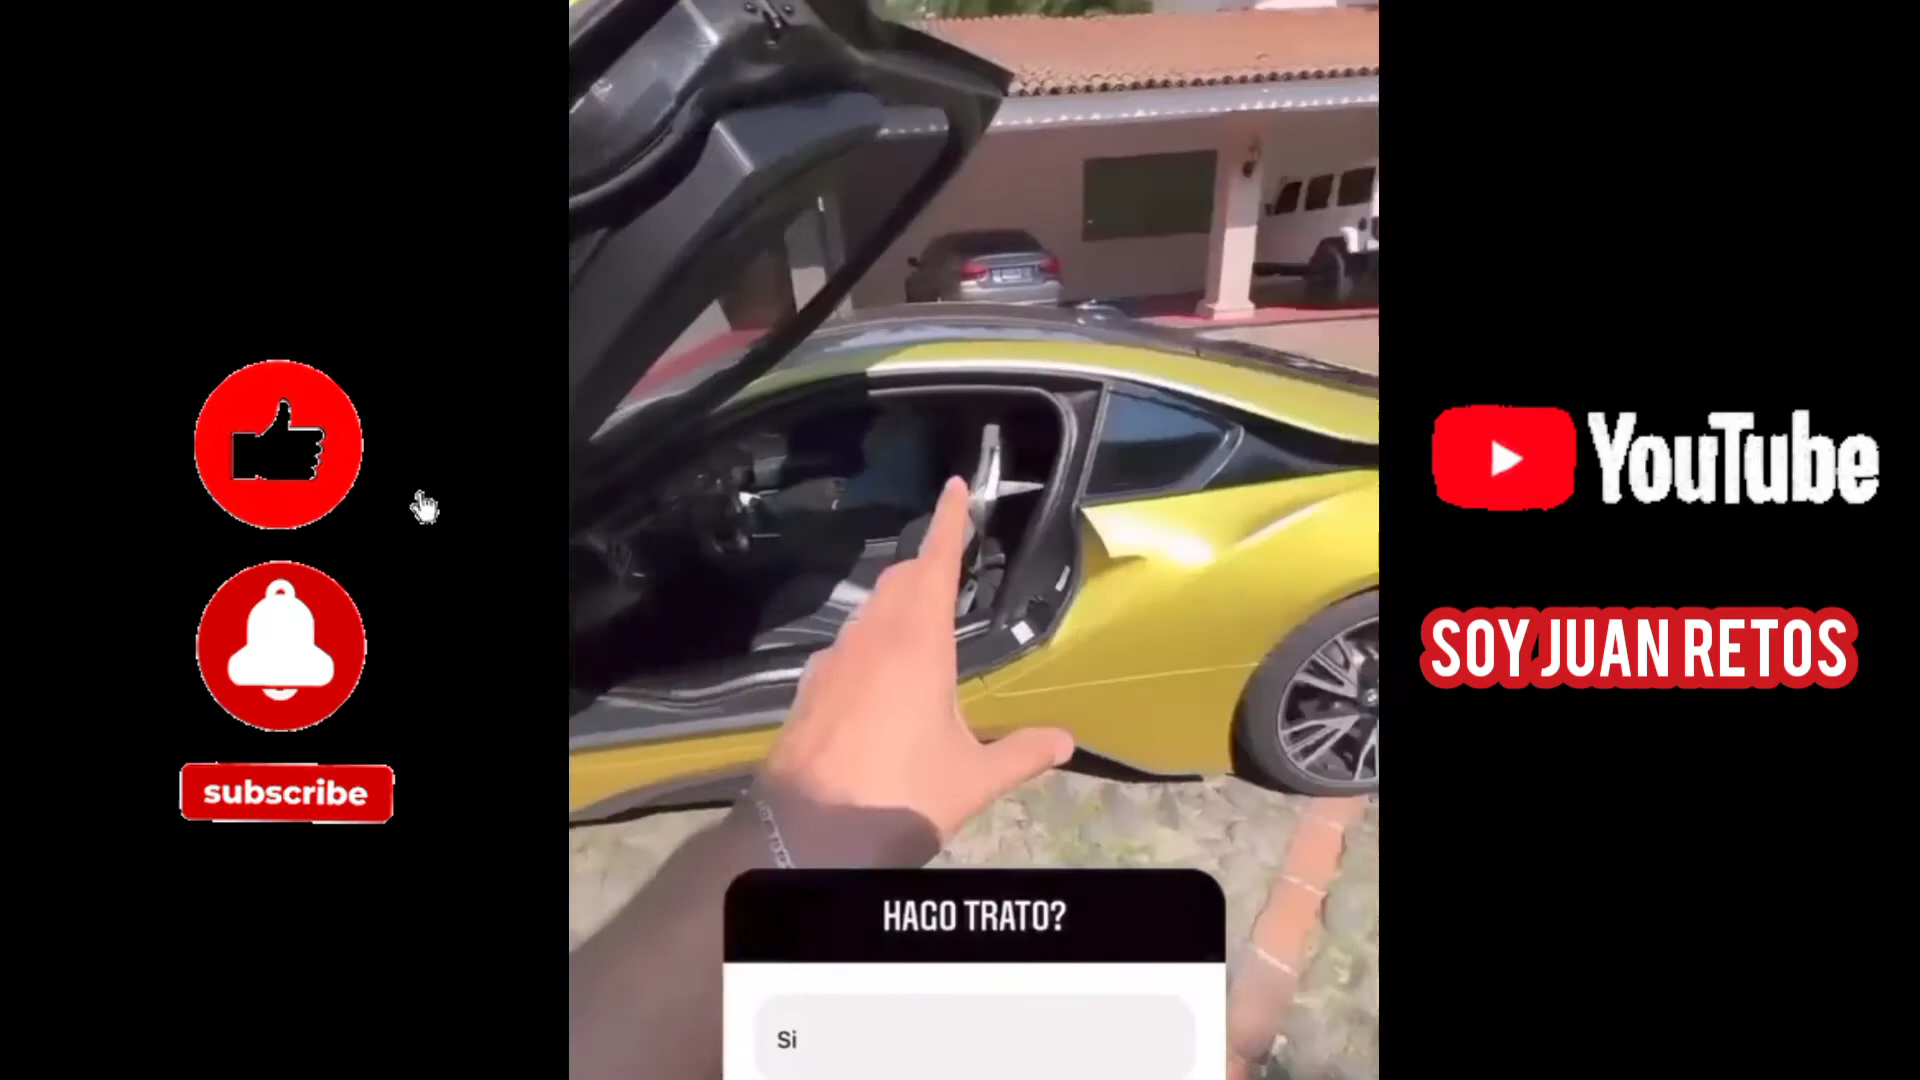 subscribe
HAGO TRATO?
Si
YouTube
SOY JUAN RETOS